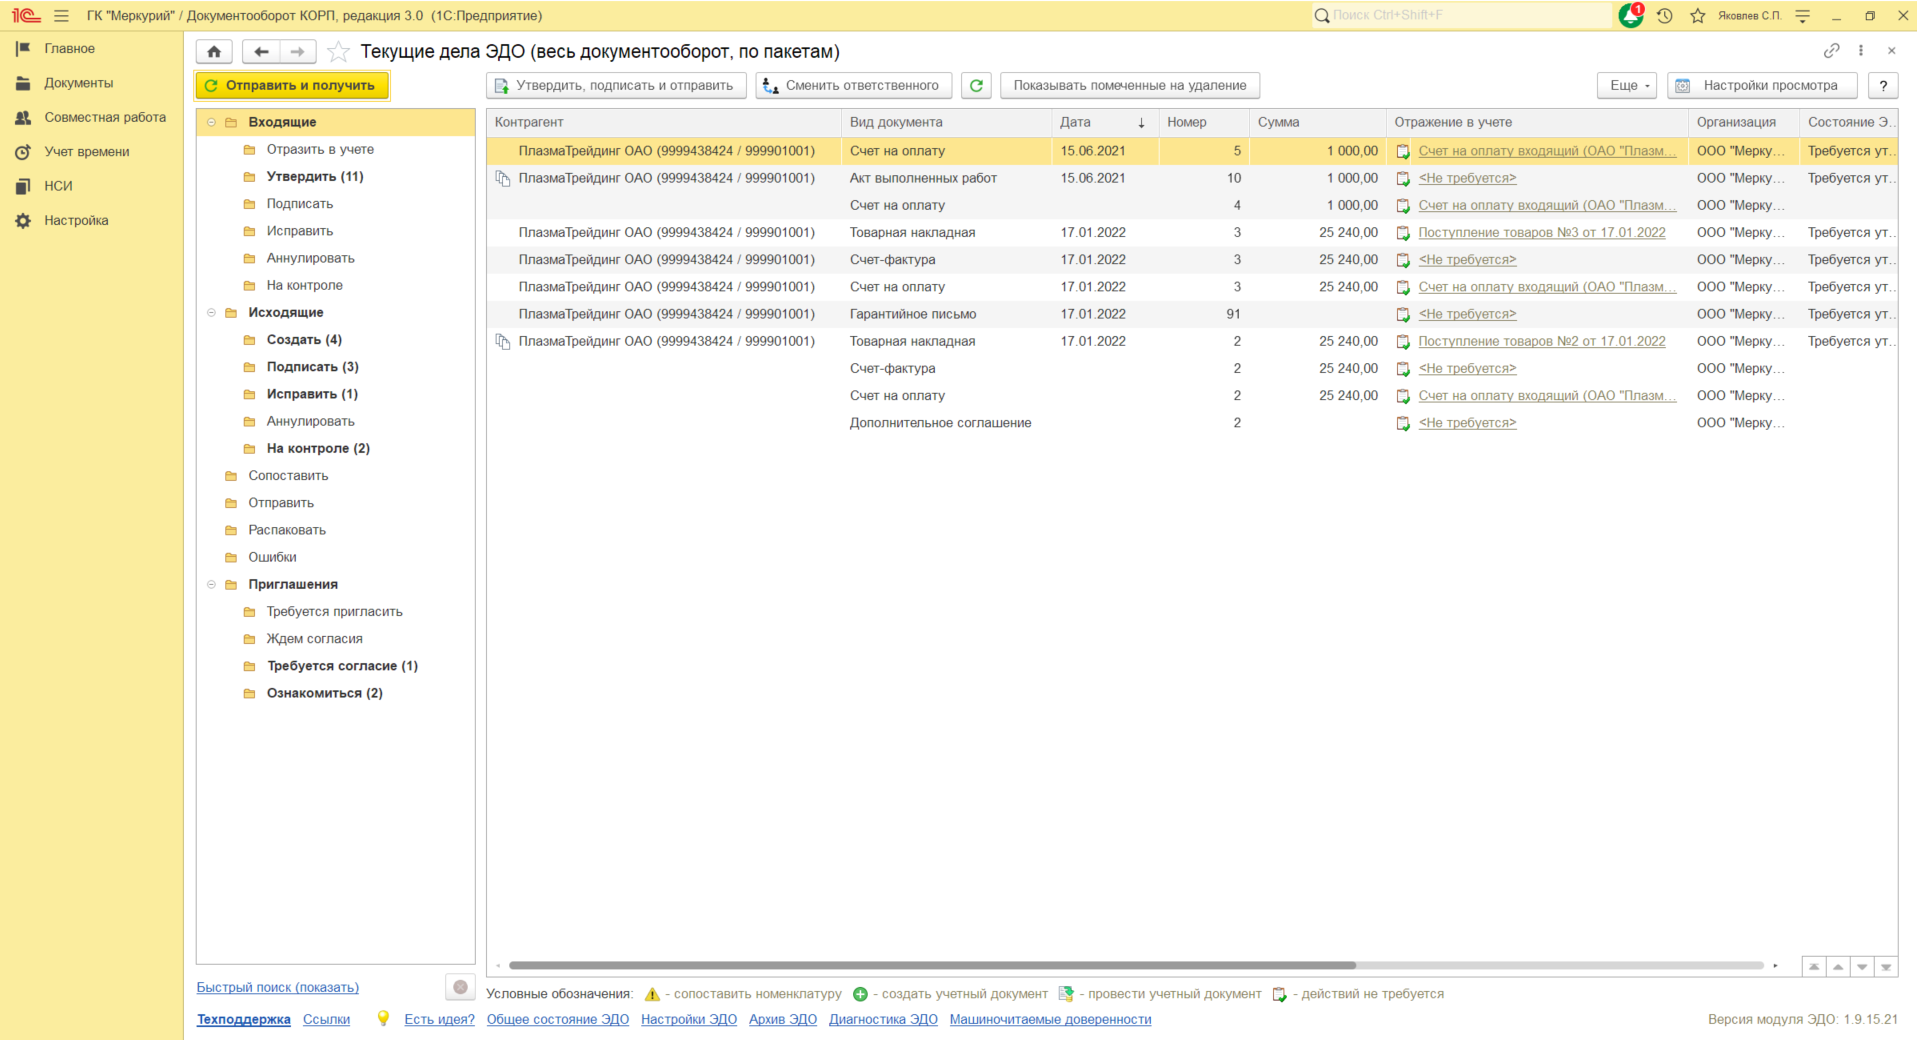 ГК "Меркурий" / Документооборот КОРП, редакция 3.0 (1С:Предприятие)
Поиск Ctrl+Shift+F
1
Яковлев С.П.
Главное
Документы
Совместная работа
Учет времени
НСИ
Настройка
Текущие дела ЭДО (весь документооборот, по пакетам)
Отправить и получить
Утвердить, подписать и отправить
Сменить ответственного
Показывать помеченные на удаление
Еще
Настройки просмотра
?
Входящие
Отразить в учете
Утвердить (11)
Подписать
Исправить
Аннулировать
На контроле
Исходящие
Создать (4)
Подписать (3)
Исправить (1)
Аннулировать
На контроле (2)
Сопоставить
Отправить
Распаковать
Ошибки
Приглашения
Требуется пригласить
Ждем согласия
Требуется согласие (1)
Ознакомиться (2)
Контрагент Вид документа Дата ↓ Номер Сумма Отражение в учете Организация Состояние Э...
ПлазмаТрейдинг ОАО (9999438424 / 999901001) Счет на оплату 15.06.2021 5 1 000,00 Счет на оплату входящий (ОАО "Плазм... ООО "Мерку... Требуется ут...
ПлазмаТрейдинг ОАО (9999438424 / 999901001) Акт выполненных работ 15.06.2021 10 1 000,00 <Не требуется> ООО "Мерку... Требуется ут...
Счет на оплату 4 1 000,00 Счет на оплату входящий (ОАО "Плазм... ООО "Мерку...
ПлазмаТрейдинг ОАО (9999438424 / 999901001) Товарная накладная 17.01.2022 3 25 240,00 Поступление товаров №3 от 17.01.2022 ООО "Мерку... Требуется ут...
ПлазмаТрейдинг ОАО (9999438424 / 999901001) Счет-фактура 17.01.2022 3 25 240,00 <Не требуется> ООО "Мерку... Требуется ут...
ПлазмаТрейдинг ОАО (9999438424 / 999901001) Счет на оплату 17.01.2022 3 25 240,00 Счет на оплату входящий (ОАО "Плазм... ООО "Мерку... Требуется ут...
ПлазмаТрейдинг ОАО (9999438424 / 999901001) Гарантийное письмо 17.01.2022 91 <Не требуется> ООО "Мерку... Требуется ут...
ПлазмаТрейдинг ОАО (9999438424 / 999901001) Товарная накладная 17.01.2022 2 25 240,00 Поступление товаров №2 от 17.01.2022 ООО "Мерку... Требуется ут...
Счет-фактура 2 25 240,00 <Не требуется> ООО "Мерку...
Счет на оплату 2 25 240,00 Счет на оплату входящий (ОАО "Плазм... ООО "Мерку...
Дополнительное соглашение 2 <Не требуется> ООО "Мерку...
Быстрый поиск (показать)
Условные обозначения: - сопоставить номенклатуру - создать учетный документ - провести учетный документ - действий не требуется
Техподдержка Ссылки Есть идея? Общее состояние ЭДО Настройки ЭДО Архив ЭДО Диагностика ЭДО Машиночитаемые доверенности
Версия модуля ЭДО: 1.9.15.21